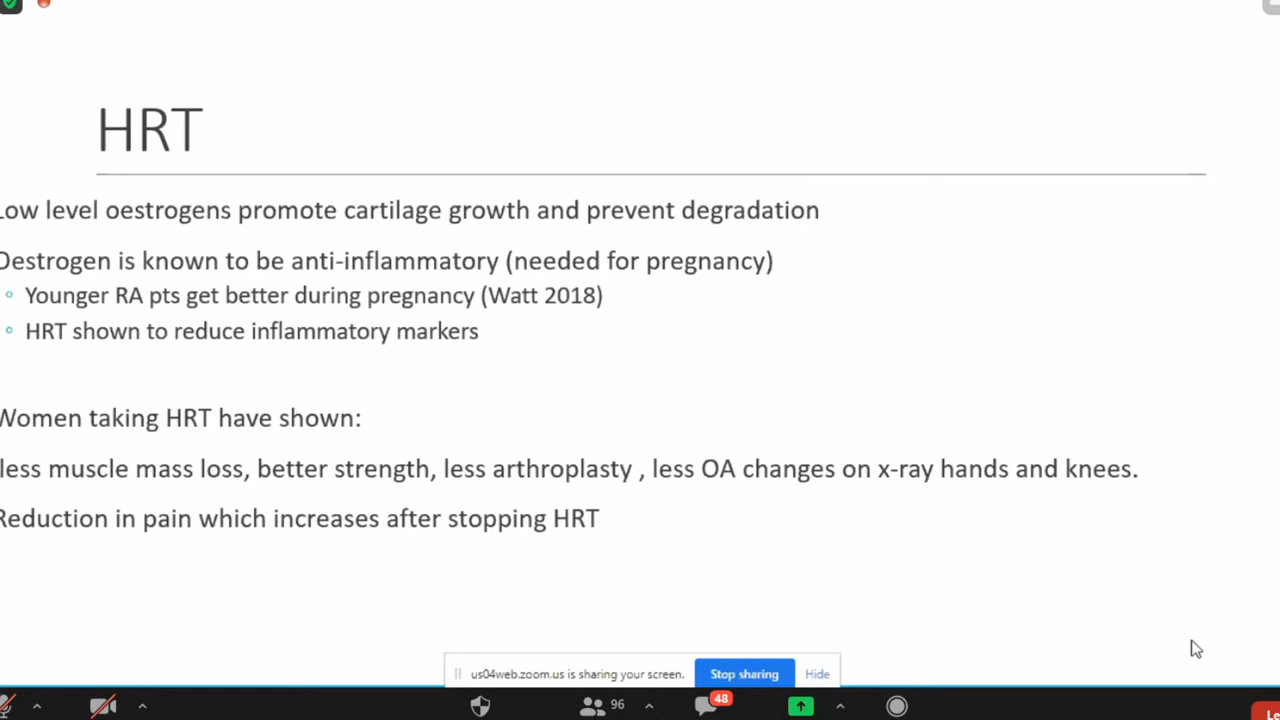 HRT
Low level oestrogens promote cartilage growth and prevent degradation
Oestrogen is known to be anti-inflammatory (needed for pregnancy)
Younger RA pts get better during pregnancy (Watt 2018)
HRT shown to reduce inflammatory markers
Women taking HRT have shown:
less muscle mass loss, better strength, less arthroplasty , less OA changes on x-ray hands and knees.
Reduction in pain which increases after stopping HRT
us04web.zoom.us is sharing your screen. Stop sharing Hide
96 48